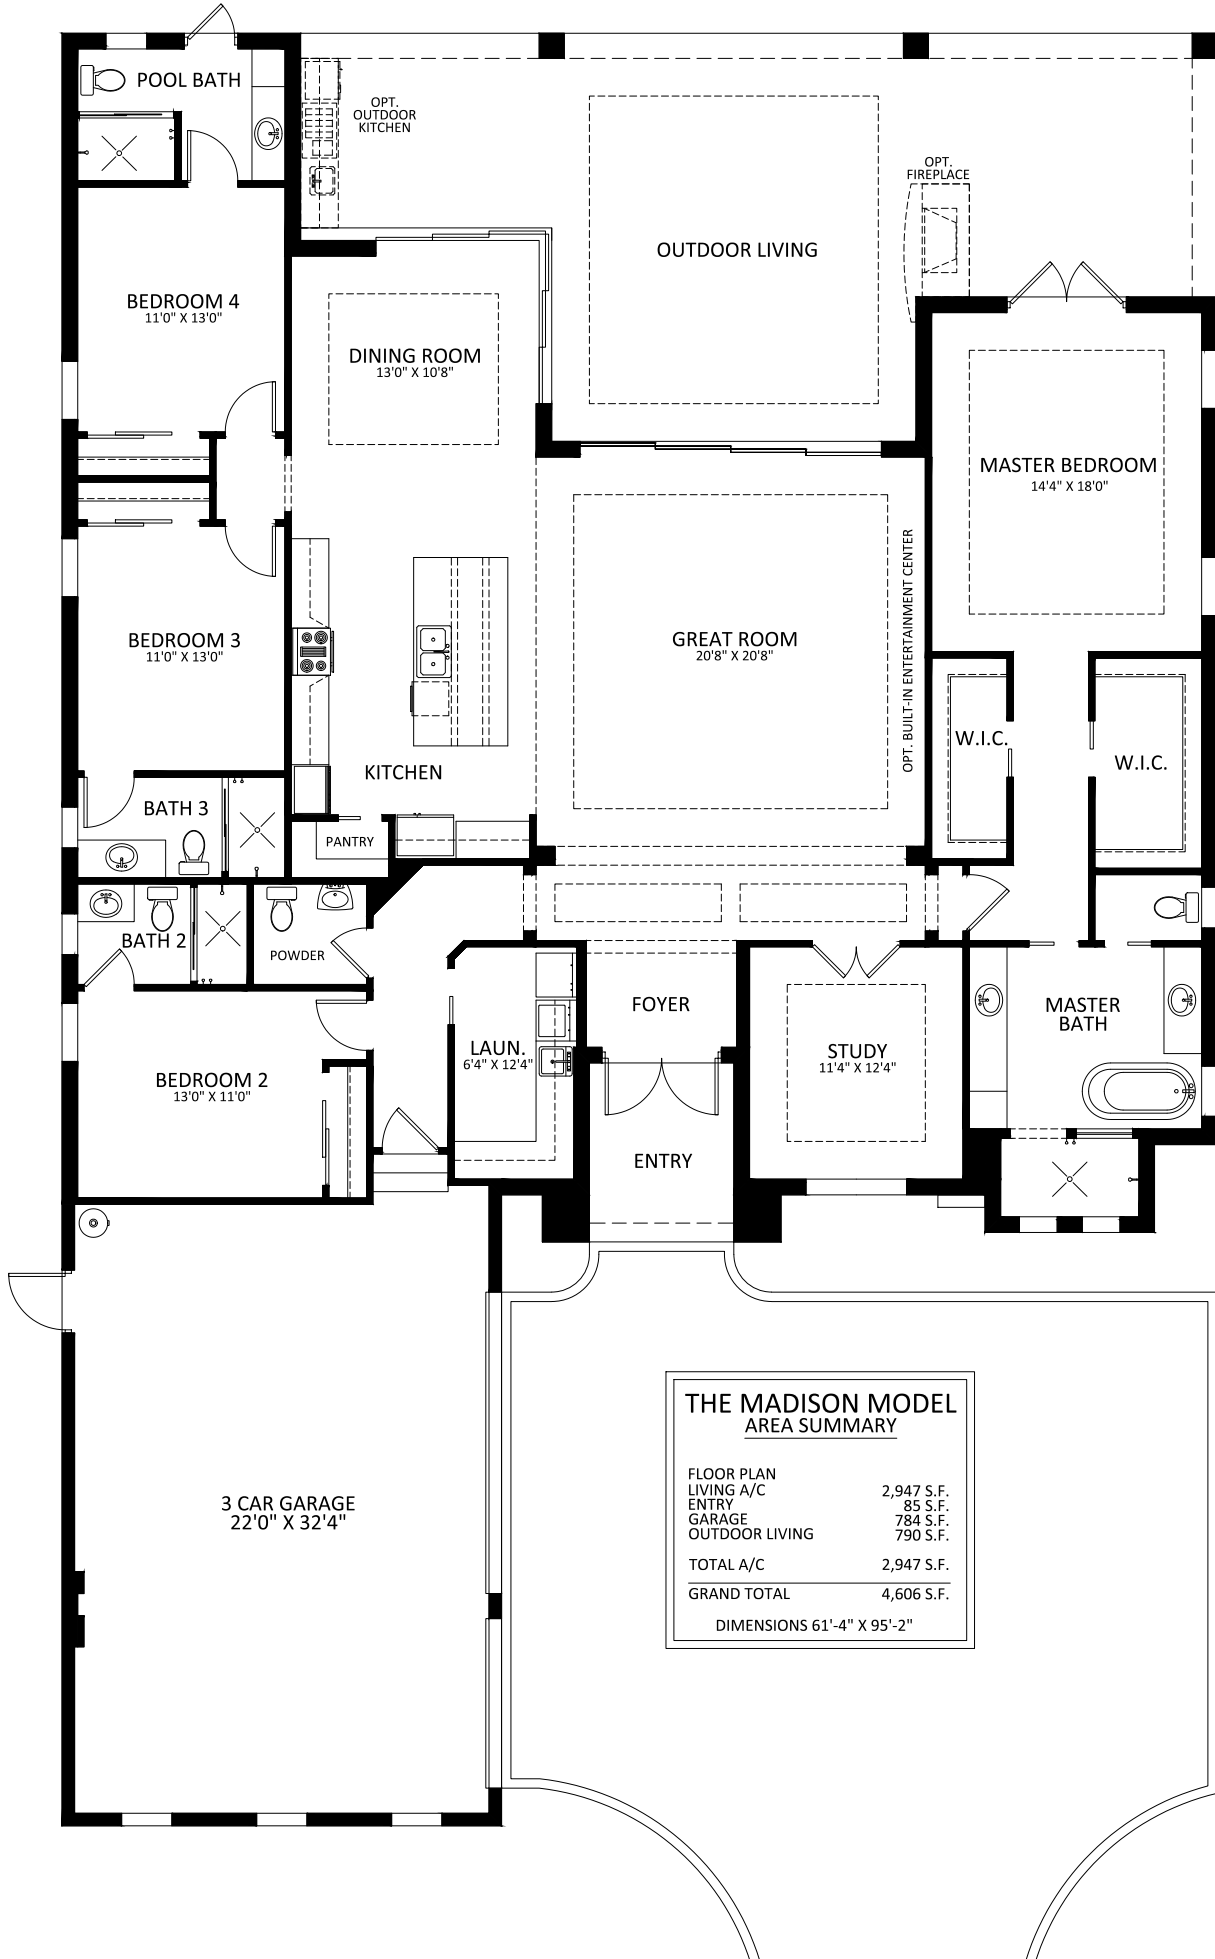 POOL BATH
OPT.
OUTDOOR
KITCHEN
OPT.
FIREPLACE
OUTDOOR LIVING
BEDROOM 4
11'0" X 13'0"
DINING ROOM
13'0" X 10'8"
MASTER BEDROOM
14'4" X 18'0"
OPT. BUILT-IN ENTERTAINMENT CENTER
BEDROOM 3
11'0" X 13'0"
GREAT ROOM
20'8" X 20'8"
W.I.C.
W.I.C.
KITCHEN
BATH 3
PANTRY
BATH 2
POWDER
FOYER
MASTER
BATH
LAUN.
6'4" X 12'4"
STUDY
11'4" X 12'4"
BEDROOM 2
13'0" X 11'0"
ENTRY
3 CAR GARAGE
22'0" X 32'4"
THE MADISON MODEL
AREA SUMMARY
FLOOR PLAN
LIVING A/C 2,947 S.F.
ENTRY 85 S.F.
GARAGE 784 S.F.
OUTDOOR LIVING 790 S.F.
TOTAL A/C 2,947 S.F.
GRAND TOTAL 4,606 S.F.
DIMENSIONS 61'-4" X 95'-2"